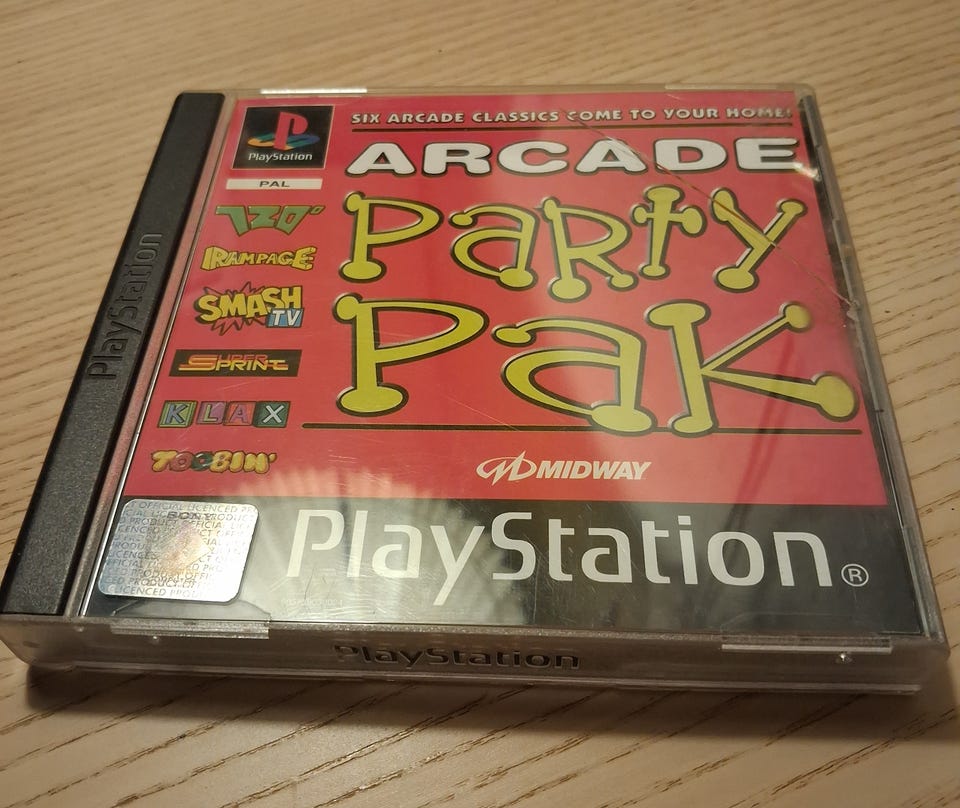 SIX ARCADE CLASSICS COME TO YOUR HOME!
PlayStation
PAL
ARCADE
PARTY
PAK
720°
RAMPAGE
SMASH TV
SUPER SPRINT
KLAX
TOOBIN'
MIDWAY
PlayStation®
PlayStation
PlayStation